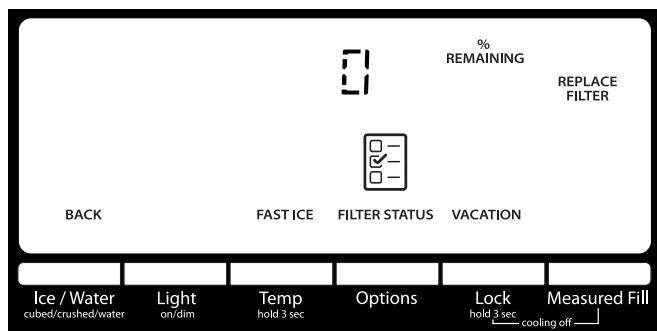 0
%
REMAINING
REPLACE
FILTER
BACK FAST ICE FILTER STATUS VACATION
Ice / Water Light Temp Options Lock Measured Fill
cubed/crushed/water on/dim hold 3 sec hold 3 sec
cooling off